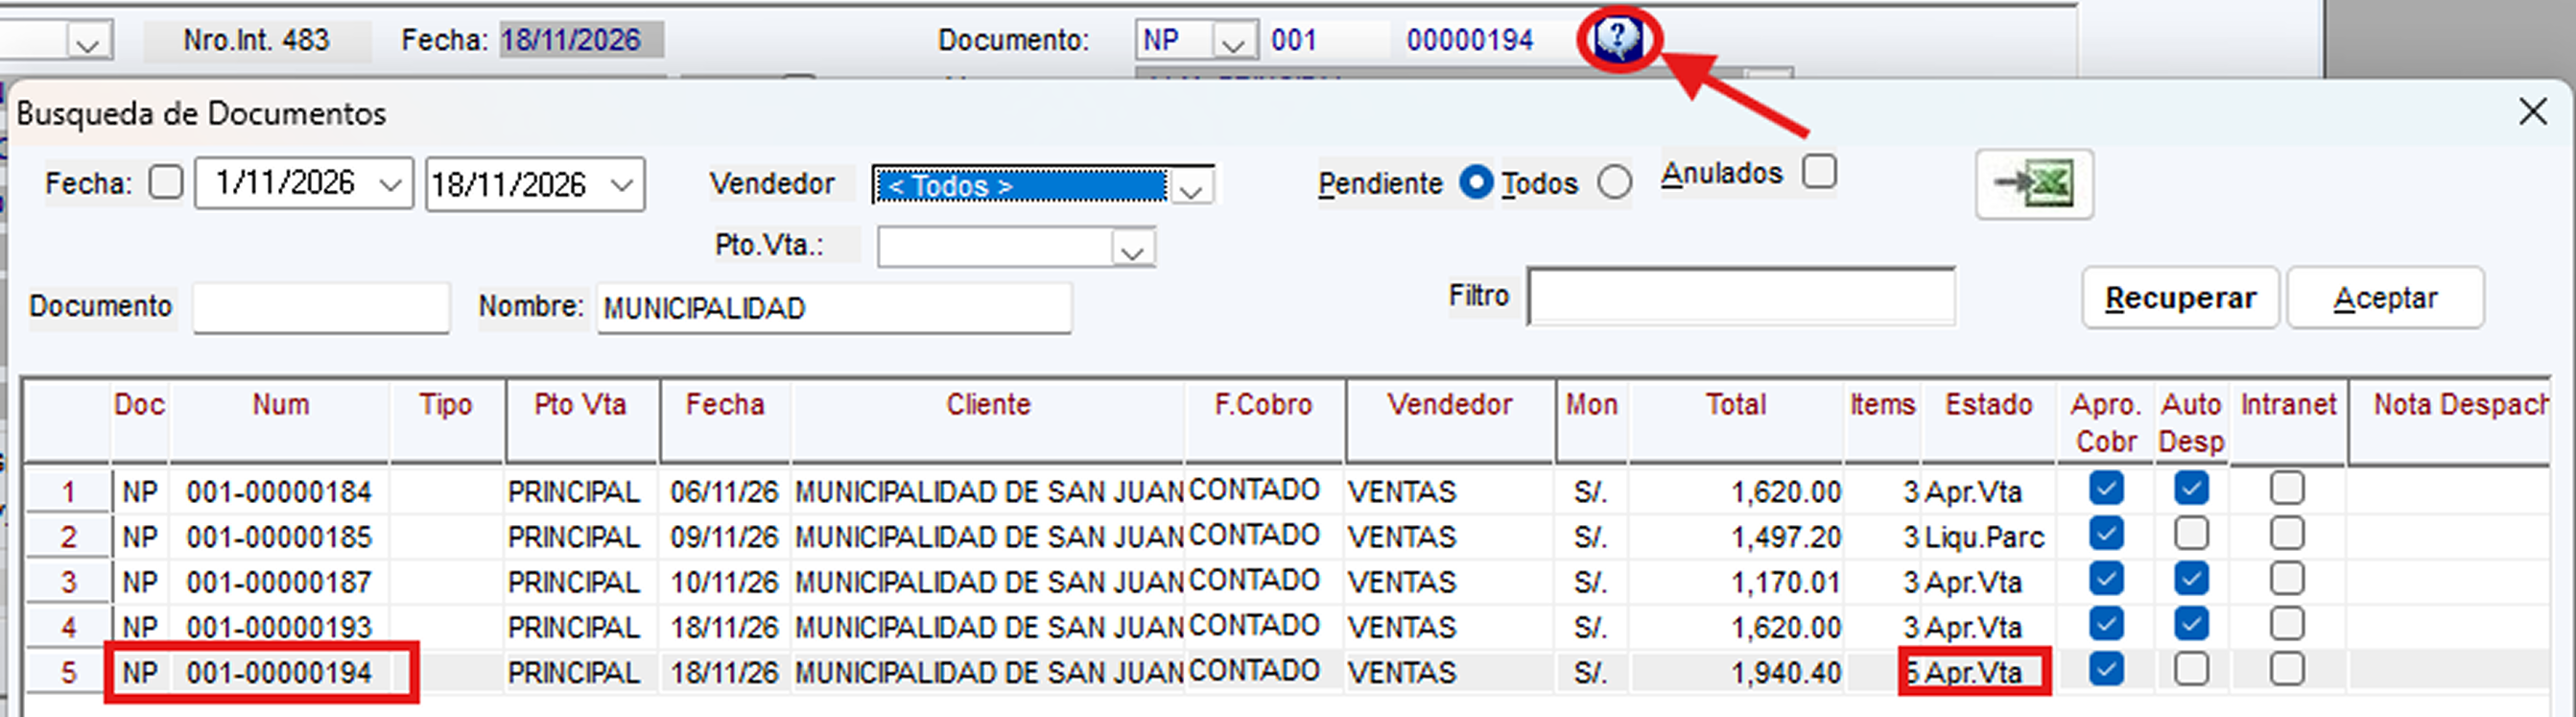 Nro.Int. 483 Fecha: 18/11/2026 Documento: NP 001 00000194
Busqueda de Documentos
Fecha: 1/11/2026 18/11/2026 Vendedor < Todos > Pendiente Todos Anulados
Pto.Vta.:
Documento Nombre: MUNICIPALIDAD Filtro Recuperar Aceptar
Doc Num Tipo Pto Vta Fecha Cliente F.Cobro Vendedor Mon Total Items Estado Apro. Cobr Auto Desp Intranet Nota Despach
1 NP 001-00000184 PRINCIPAL 06/11/26 MUNICIPALIDAD DE SAN JUAN CONTADO VENTAS S/. 1,620.00 3 Apr.Vta
2 NP 001-00000185 PRINCIPAL 09/11/26 MUNICIPALIDAD DE SAN JUAN CONTADO VENTAS S/. 1,497.20 3 Liqu.Parc
3 NP 001-00000187 PRINCIPAL 10/11/26 MUNICIPALIDAD DE SAN JUAN CONTADO VENTAS S/. 1,170.01 3 Apr.Vta
4 NP 001-00000193 PRINCIPAL 18/11/26 MUNICIPALIDAD DE SAN JUAN CONTADO VENTAS S/. 1,620.00 3 Apr.Vta
5 NP 001-00000194 PRINCIPAL 18/11/26 MUNICIPALIDAD DE SAN JUAN CONTADO VENTAS S/. 1,940.40 5 Apr.Vta